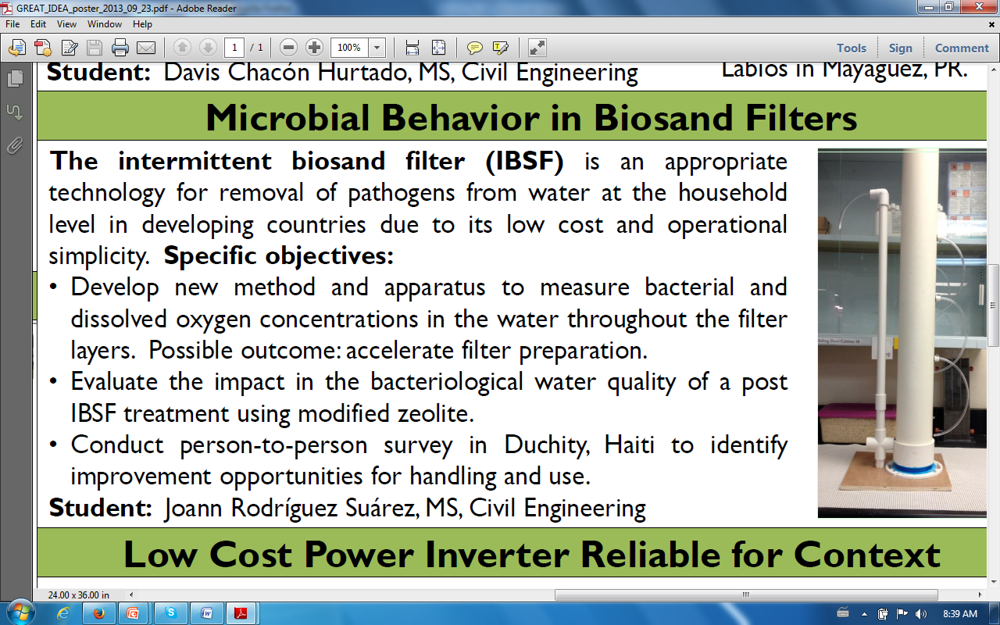 GREAT_IDEA_poster_2013_09_23.pdf - Adobe Reader
File Edit View Window Help
1 / 1 100% Tools Sign Comment
Student: Davis Chacón Hurtado, MS, Civil Engineering
Labios in Mayagüez, PR.
Microbial Behavior in Biosand Filters
The intermittent biosand filter (IBSF) is an appropriate
technology for removal of pathogens from water at the household
level in developing countries due to its low cost and operational
simplicity. Specific objectives:
• Develop new method and apparatus to measure bacterial and
dissolved oxygen concentrations in the water throughout the filter
layers. Possible outcome: accelerate filter preparation.
• Evaluate the impact in the bacteriological water quality of a post
IBSF treatment using modified zeolite.
• Conduct person-to-person survey in Duchity, Haiti to identify
improvement opportunities for handling and use.
Student: Joann Rodríguez Suárez, MS, Civil Engineering
Low Cost Power Inverter Reliable for Context
24.00 x 36.00 in
8:39 AM